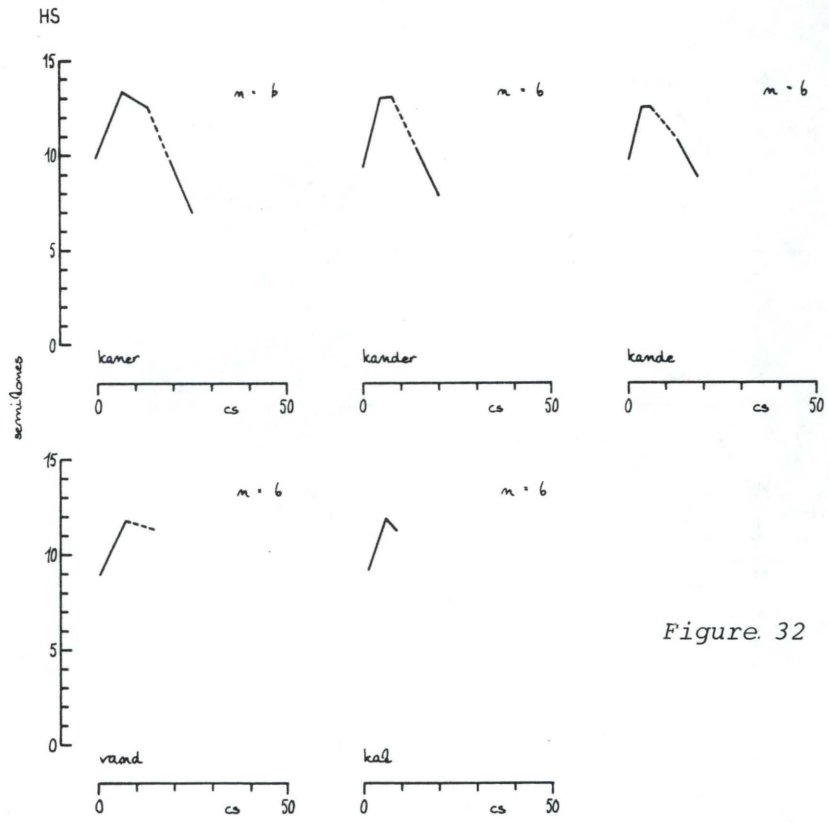 HS
15
10
5
0
semitones
n = 6
n = 6
n = 6
kaner
kander
kande
0 cs 50
0 cs 50
0 cs 50
15
10
5
0
n = 6
n = 6
Figure. 32
vand
kal
0 cs 50
0 cs 50